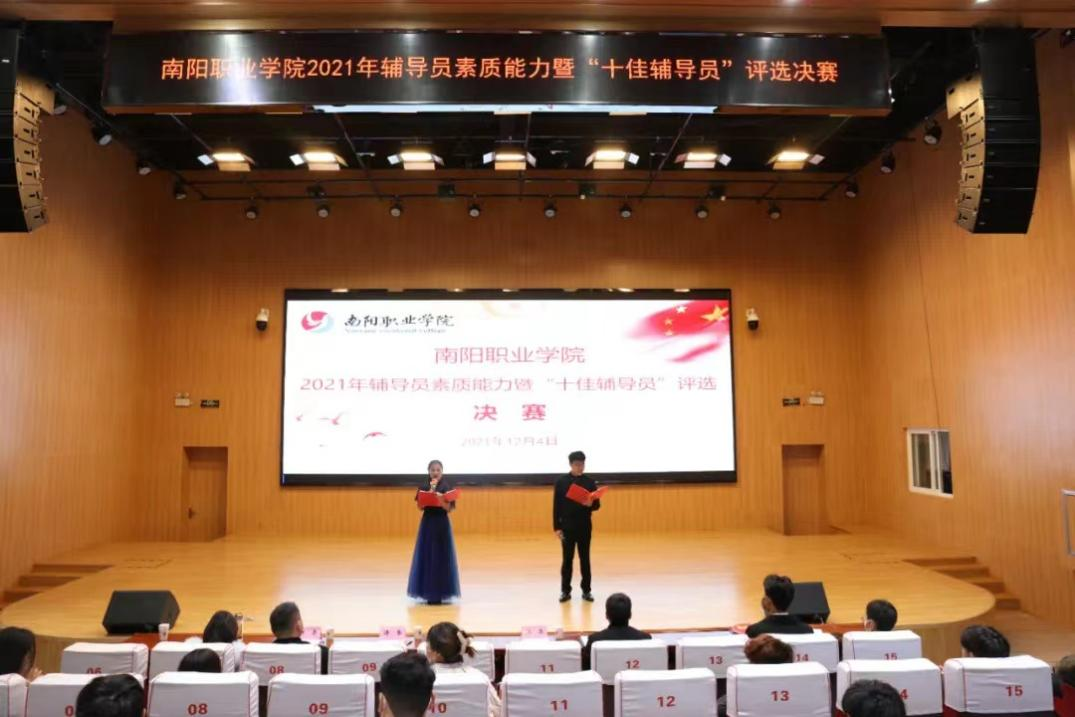 南阳职业学院2021年辅导员素质能力暨“十佳辅导员”评选决赛
南阳职业学院
南阳职业学院
2021年辅导员素质能力暨“十佳辅导员”评选
决 赛
2021年12月4日
06 08 09 11 12 13 14 15
08 09 10 11 12 13 15